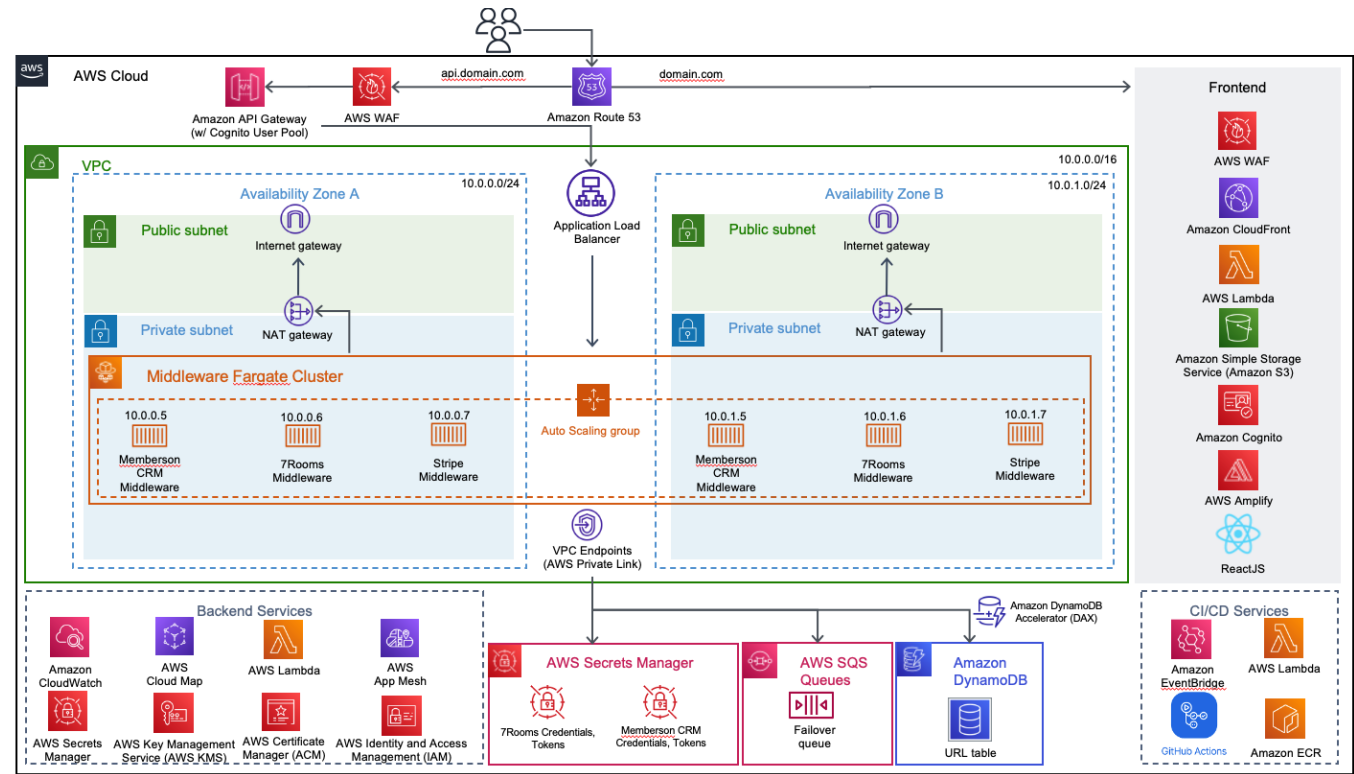 aws
AWS Cloud
api.domain.com
domain.com
53
Amazon API Gateway
(w/ Cognito User Pool)
AWS WAF
Amazon Route 53
Frontend
AWS WAF
Amazon CloudFront
AWS Lambda
Amazon Simple Storage
Service (Amazon S3)
Amazon Cognito
AWS Amplify
ReactJS
VPC
10.0.0.0/16
10.0.0.0/24
Availability Zone A
Public subnet
Internet gateway
Private subnet
NAT gateway
Application Load
Balancer
10.0.1.0/24
Availability Zone B
Public subnet
Internet gateway
Private subnet
NAT gateway
Middleware Fargate Cluster
10.0.0.5
Memberson
CRM
Middleware
10.0.0.6
7Rooms
Middleware
10.0.0.7
Stripe
Middleware
Auto Scaling group
10.0.1.5
Memberson
CRM
Middleware
10.0.1.6
7Rooms
Middleware
10.0.1.7
Stripe
Middleware
VPC Endpoints
(AWS Private Link)
Backend Services
Amazon
CloudWatch
AWS
Cloud Map
AWS Lambda
AWS
App Mesh
AWS Secrets
Manager
AWS Key Management
Service (AWS KMS)
AWS Certificate
Manager (ACM)
AWS Identity and Access
Management (IAM)
AWS Secrets Manager
7Rooms Credentials,
Tokens
Memberson CRM
Credentials, Tokens
AWS SQS
Queues
Failover
queue
Amazon DynamoDB
Accelerator (DAX)
Amazon
DynamoDB
URL table
CI/CD Services
Amazon
EventBridge
AWS Lambda
GitHub Actions
Amazon ECR